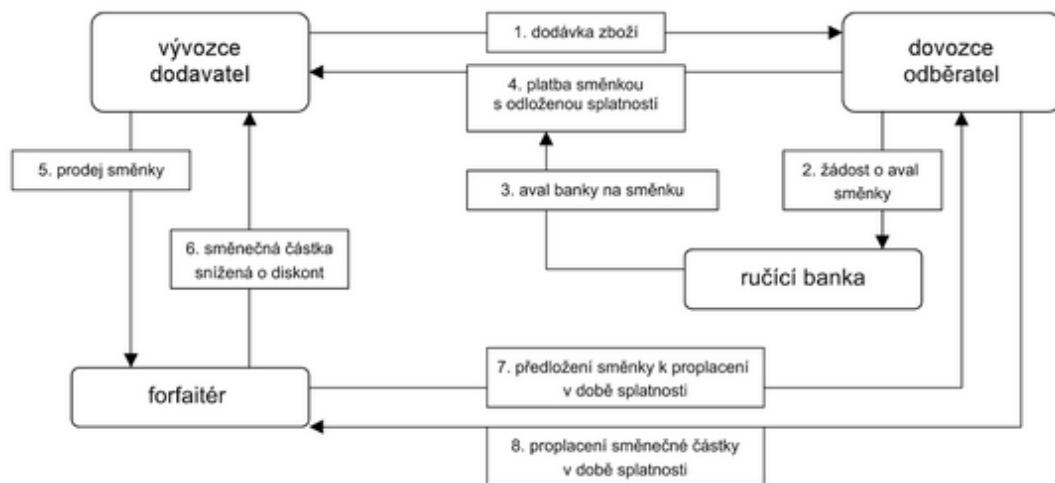 vývozce
dodavatel
1. dodávka zboží
dovozce
odběratel
4. platba směnkou
s odloženou splatností
5. prodej směnky
3. aval banky na směnku
2. žádost o aval
směnky
6. směnečná částka
snížená o diskont
ručící banka
forfaitér
7. předložení směnky k proplacení
v době splatnosti
8. proplacení směnečné částky
v době splatnosti